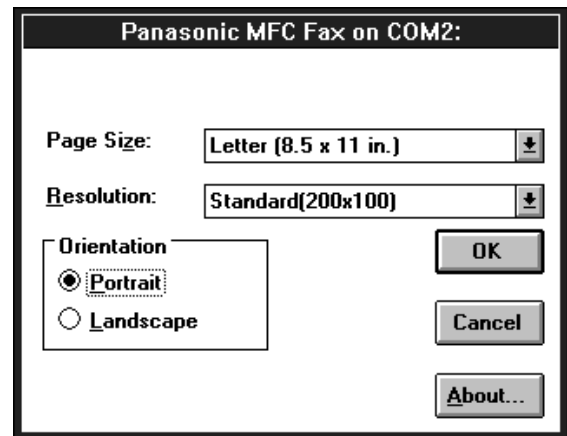 Panasonic MFC Fax on COM2:
Page Size:
Letter (8.5 x 11 in.)
Resolution:
Standard(200x100)
Orientation
Portrait
Landscape
OK
Cancel
About...